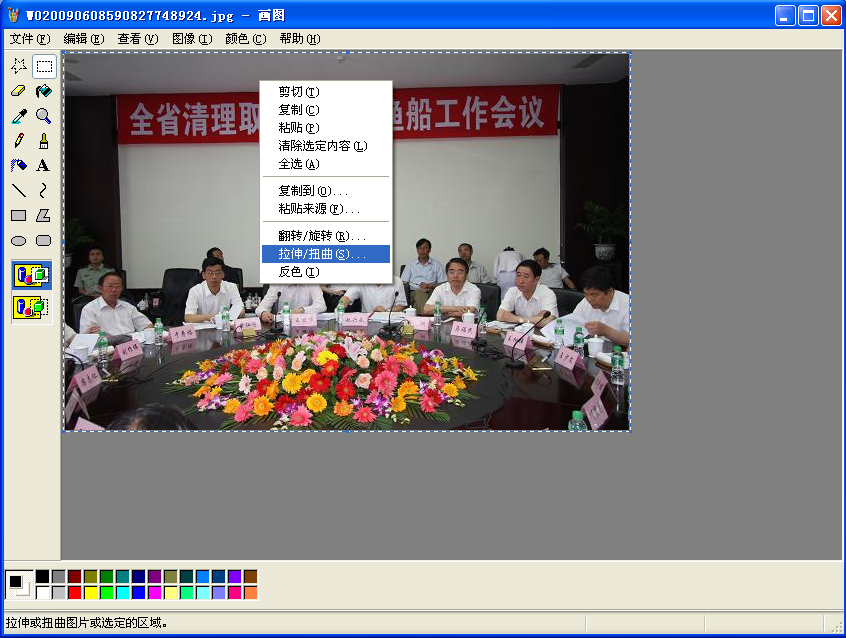 W020090608590827748924.jpg - 画图
文件(F) 编辑(E) 查看(V) 图像(I) 颜色(C) 帮助(H)
全省清理取
渔船工作会议
剪切(T)
复制(C)
粘贴(P)
清除选定内容(L)
全选(A)
复制到(O)...
粘贴来源(F)...
翻转/旋转(R)...
拉伸/扭曲(S)...
反色(I)
A
拉伸或扭曲图片或选定的区域。